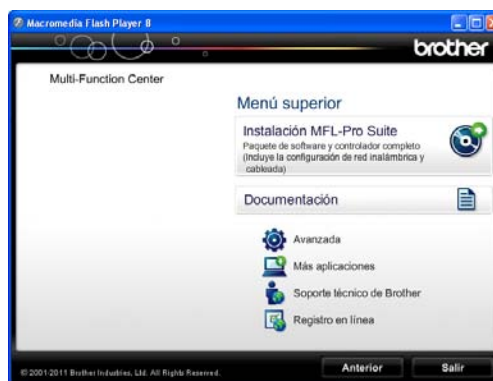 Macromedia Flash Player 8
brother
Multi-Function Center
Menú superior
Instalación MFL-Pro Suite
Paquete de software y controlador completo
(Incluye la configuración de red inalámbrica y
cableada)
Documentación
Avanzada
Más aplicaciones
Soporte técnico de Brother
Registro en línea
© 2001-2011 Brother Industries, Ltd. All Rights Reserved.
Anterior
Salir